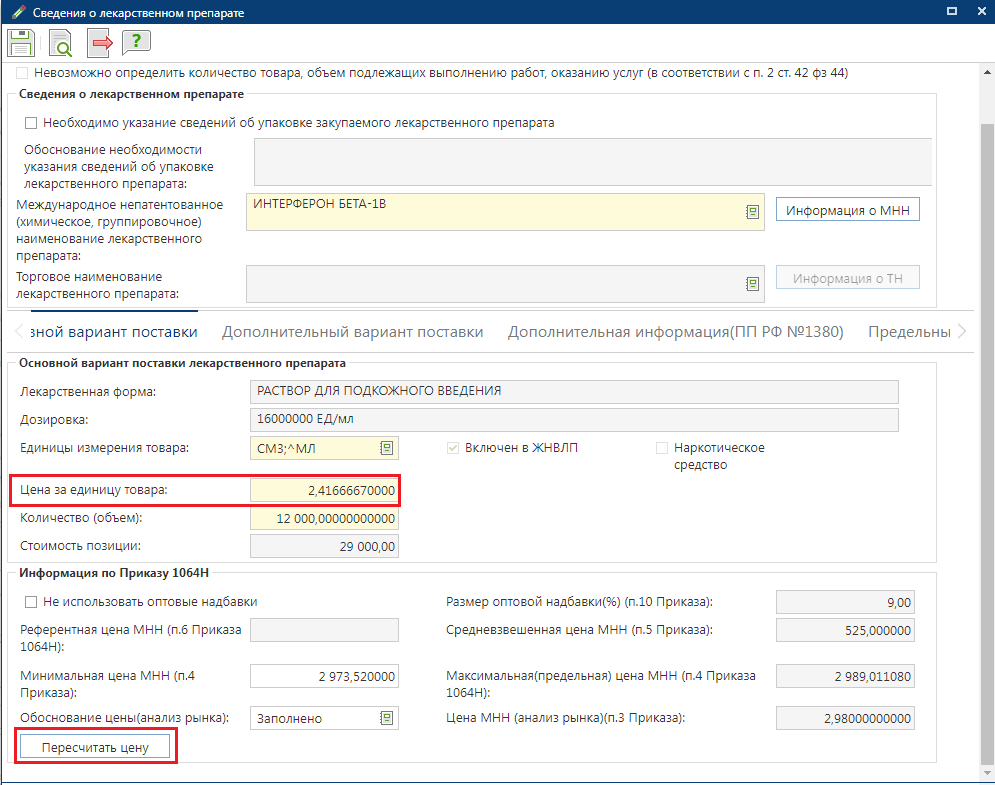 Сведения о лекарственном препарате
Невозможно определить количество товара, объем подлежащих выполнению работ, оказанию услуг (в соответствии с п. 2 ст. 42 фз 44)
Сведения о лекарственном препарате
Необходимо указание сведений об упаковке закупаемого лекарственного препарата
Обоснование необходимости
указания сведений об упаковке
лекарственного препарата:
Международное непатентованное
(химическое, группировочное)
наименование лекарственного
препарата:
ИНТЕРФЕРОН БЕТА-1B
Информация о МНН
Торговое наименование
лекарственного препарата:
Информация о ТН
вной вариант поставки Дополнительный вариант поставки Дополнительная информация(ПП РФ №1380) Предельны
Основной вариант поставки лекарственного препарата
Лекарственная форма: РАСТВОР ДЛЯ ПОДКОЖНОГО ВВЕДЕНИЯ
Дозировка: 16000000 ЕД/мл
Единицы измерения товара: СМ3;^МЛ Включен в ЖНВЛП Наркотическое
средство
Цена за единицу товара: 2,41666670000
Количество (объем): 12 000,00000000000
Стоимость позиции: 29 000,00
Информация по Приказу 1064Н
Не использовать оптовые надбавки Размер оптовой надбавки(%) (п.10 Приказа): 9,00
Референтная цена МНН (п.6 Приказа
1064Н):
Средневзвешенная цена МНН (п.5 Приказа): 525,000000
Минимальная цена МНН (п.4
Приказа):
2 973,520000
Максимальная(предельная) цена МНН (п.4 Приказа
1064Н):
2 989,011080
Обоснование цены(анализ рынка): Заполнено Цена МНН (анализ рынка)(п.3 Приказа): 2,98000000000
Пересчитать цену